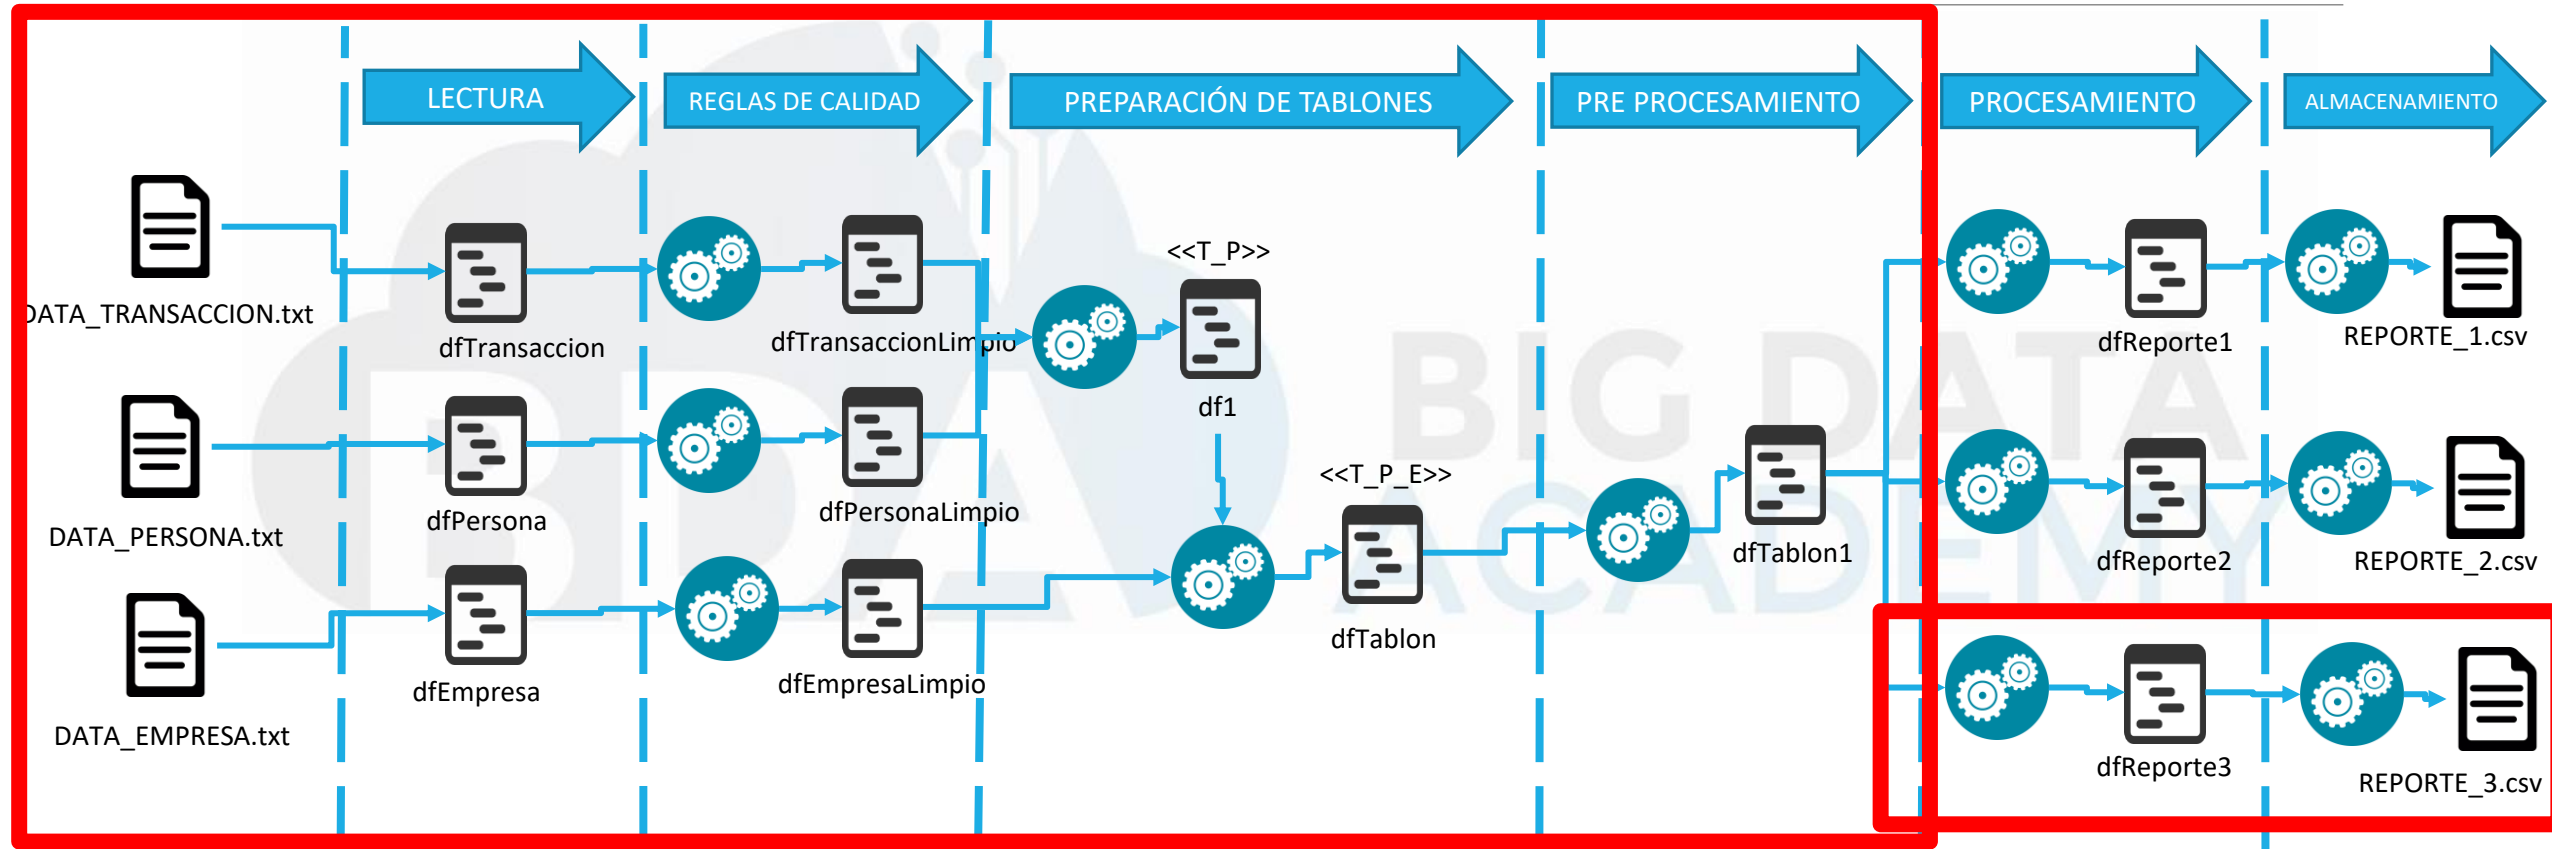 LECTURA
REGLAS DE CALIDAD
PREPARACIÓN DE TABLONES
PRE PROCESAMIENTO
PROCESAMIENTO
ALMACENAMIENTO
DATA_TRANSACCION.txt
dfTransaccion
dfTransaccionLimpio
<<T_P>>
df1
dfReporte1
REPORTE_1.csv
DATA_PERSONA.txt
dfPersona
dfPersonaLimpio
<<T_P_E>>
dfTablon
dfTablon1
dfReporte2
REPORTE_2.csv
DATA_EMPRESA.txt
dfEmpresa
dfEmpresaLimpio
dfReporte3
REPORTE_3.csv
BDA
BIG DATA
ACADEMY